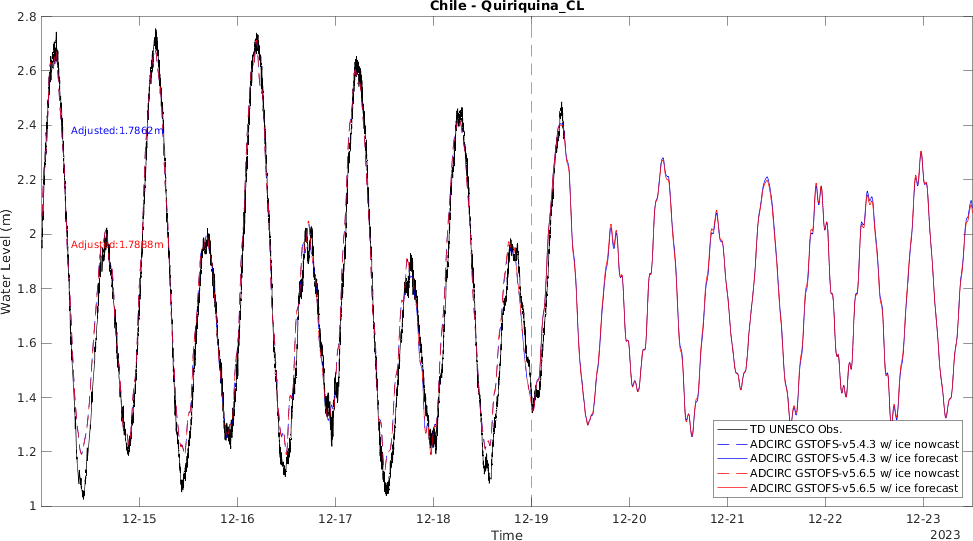 Chile - Quiriquina_CL
Water Level (m)
2.8
2.6
2.4
2.2
2
1.8
1.6
1.4
1.2
1
Adjusted:1.7862m
Adjusted:1.7838m
TD UNESCO Obs.
ADCIRC GSTOFS-v5.4.3 w/ ice nowcast
ADCIRC GSTOFS-v5.4.3 w/ ice forecast
ADCIRC GSTOFS-v5.6.5 w/ ice nowcast
ADCIRC GSTOFS-v5.6.5 w/ ice forecast
12-15 12-16 12-17 12-18 12-19 12-20 12-21 12-22 12-23
Time
2023